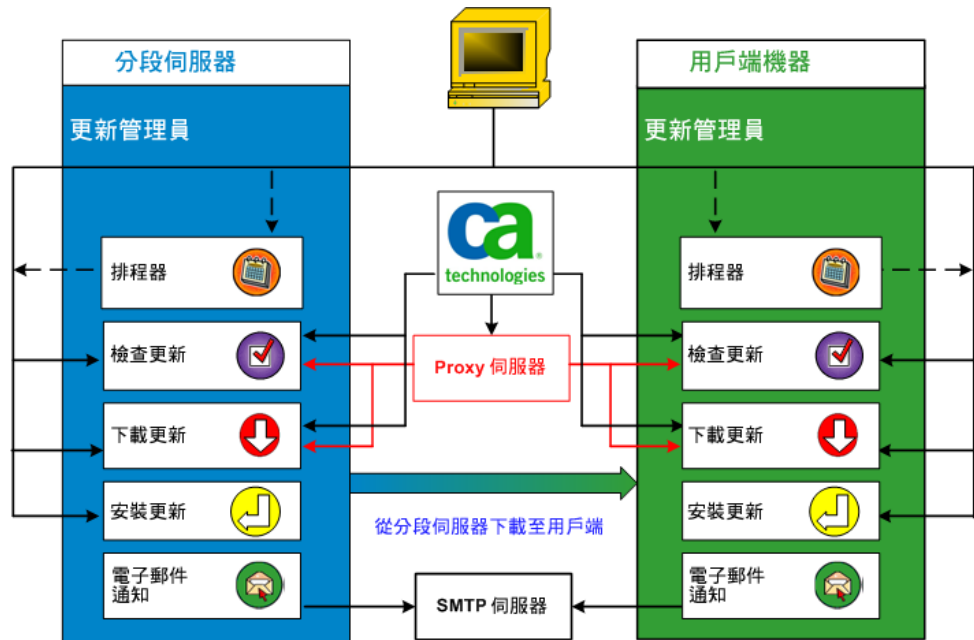 分段伺服器
用戶端機器
更新管理員
更新管理員
ca
technologies
排程器
排程器
檢查更新
Proxy 伺服器
檢查更新
下載更新
下載更新
安裝更新
從分段伺服器下載至用戶端
安裝更新
電子郵件
通知
SMTP 伺服器
電子郵件
通知